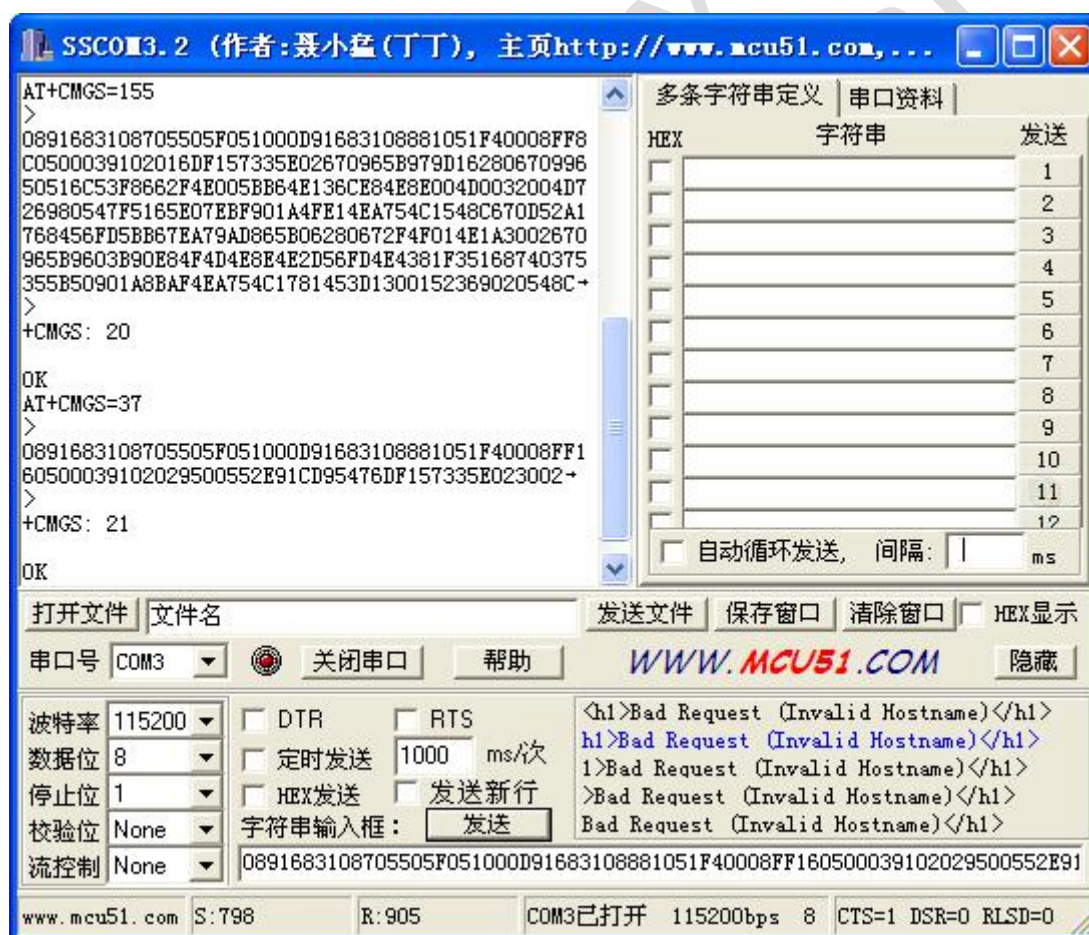 SSCOM3.2 (作者:聂小猛(丁丁), 主页http://www.mcu51.com,...
AT+CMGS=155
>
0891683108705505F051000D91683108881051F40008FF8
C0500039102016DF157335E02670965B979D16280670996
50516C53F8662F4E005BB64E136CE84E8E004D0032004D7
26980547F5165E07EBF901A4FE14EA754C1548C670D52A1
768456FD5BB67EA79AD865B06280672F4F014E1A3002670
965B9603B90E84F4D4E8E4E2D56FD4E4381F35168740375
355B50901A8BAF4EA754C1781453D13001523690205 48C→
>
+CMGS: 20
OK
AT+CMGS=37
>
0891683108705505F051000D91683108881051F40008FF1
60500039102029500552E91CD95476DF157335E023002→
>
+CMGS: 21
OK
多条字符串定义
串口资料
HEX
字符串
发送
1
2
3
4
5
6
7
8
9
10
11
12
自动循环发送,
间隔:
ms
打开文件
文件名
发送文件
保存窗口
清除窗口
HEX显示
串口号
COM3
关闭串口
帮助
WWW.MCU51.COM
隐藏
波特率
115200
DTR
RTS
数据位
8
定时发送
1000
ms/次
停止位
1
HEX发送
发送新行
校验位
None
字符串输入框:
发送
流控制
None
0891683108705505F051000D91683108881051F40008FF160500039102029500552E91
<h1>Bad Request (Invalid Hostname)</h1>
h1>Bad Request (Invalid Hostname)</h1>
1>Bad Request (Invalid Hostname)</h1>
>Bad Request (Invalid Hostname)</h1>
Bad Request (Invalid Hostname)</h1>
www.mcu51.com
S:798
R:905
COM3已打开 115200bps 8
CTS=1 DSR=0 RLSD=0